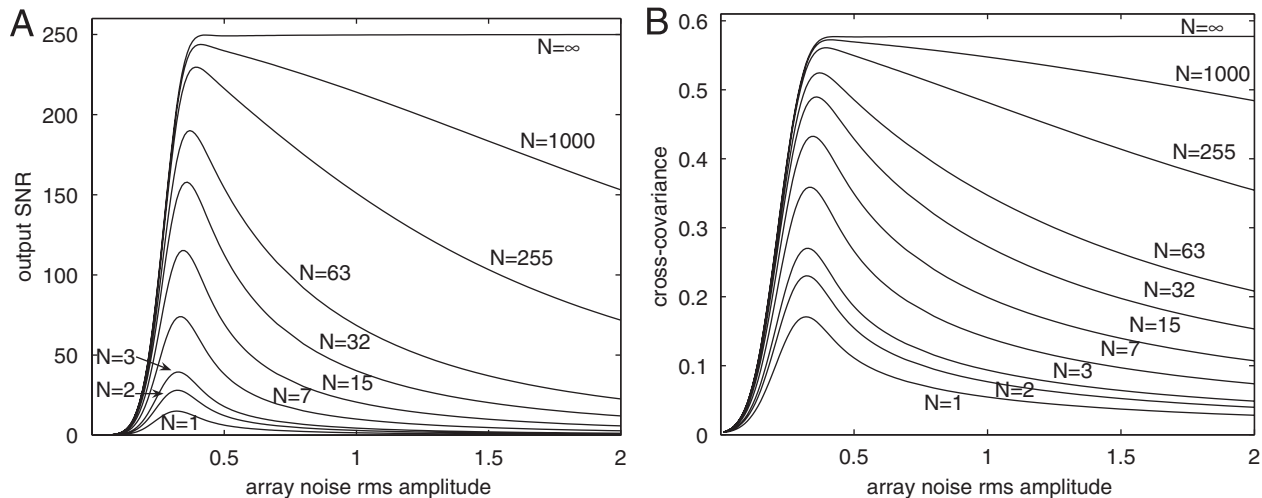 A
output SNR
250
200
150
100
50
0
0.5
1
1.5
2
array noise rms amplitude
N=∞
N=1000
N=255
N=63
N=32
N=15
N=7
N=3
N=2
N=1
B
cross-covariance
0.6
0.5
0.4
0.3
0.2
0.1
0
0.5
1
1.5
2
array noise rms amplitude
N=∞
N=1000
N=255
N=63
N=32
N=15
N=7
N=3
N=2
N=1